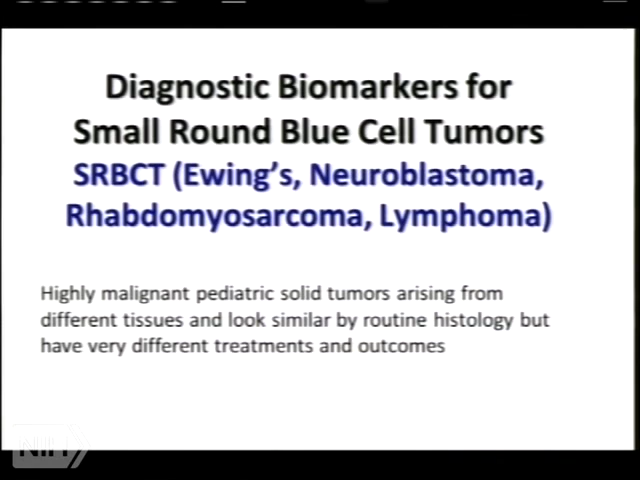 Diagnostic Biomarkers for
Small Round Blue Cell Tumors
SRBCT (Ewing’s, Neuroblastoma,
Rhabdomyosarcoma, Lymphoma)
Highly malignant pediatric solid tumors arising from
different tissues and look similar by routine histology but
have very different treatments and outcomes
NIH